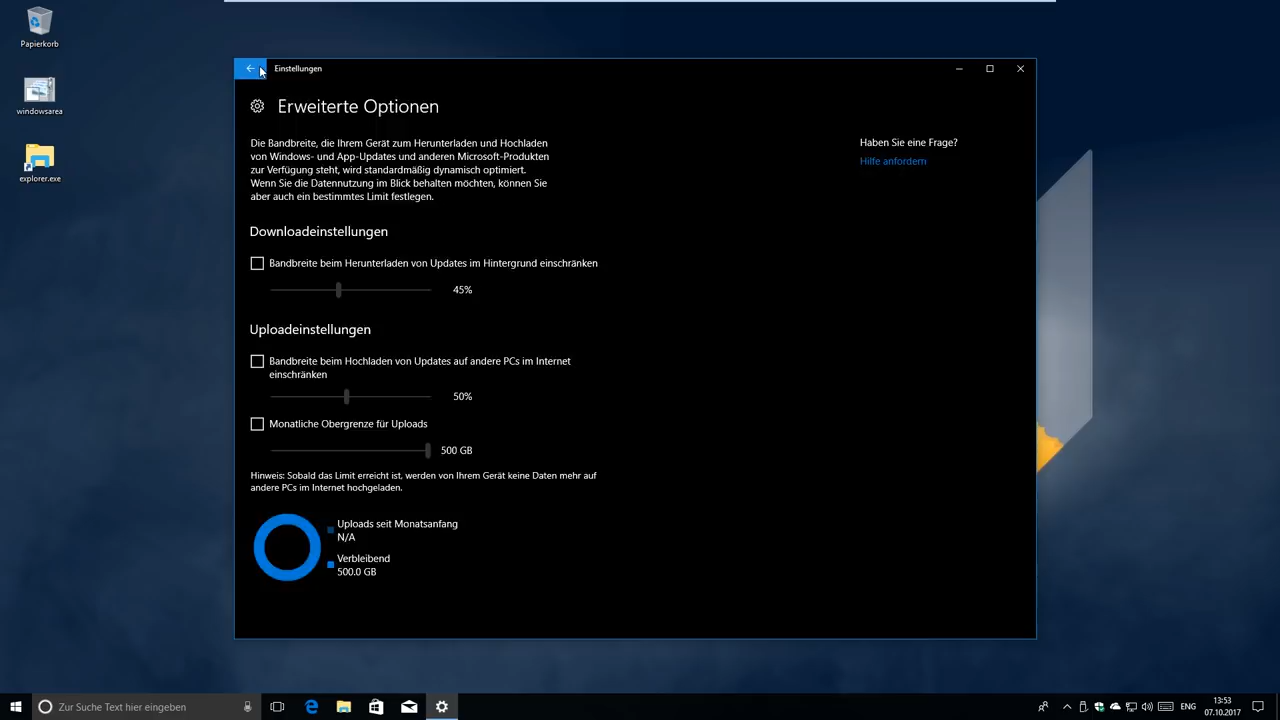 Papierkorb
windowsarea
explorer.exe
Einstellungen
Erweiterte Optionen
Die Bandbreite, die Ihrem Gerät zum Herunterladen und Hochladen
von Windows- und App-Updates und anderen Microsoft-Produkten
zur Verfügung steht, wird standardmäßig dynamisch optimiert.
Wenn Sie die Datennutzung im Blick behalten möchten, können Sie
aber auch ein bestimmtes Limit festlegen.
Haben Sie eine Frage?
Hilfe anfordern
Downloadeinstellungen
Bandbreite beim Herunterladen von Updates im Hintergrund einschränken
45%
Uploadeinstellungen
Bandbreite beim Hochladen von Updates auf andere PCs im Internet
einschränken
50%
Monatliche Obergrenze für Uploads
500 GB
Hinweis: Sobald das Limit erreicht ist, werden von Ihrem Gerät keine Daten mehr auf
andere PCs im Internet hochgeladen.
Uploads seit Monatsanfang
N/A
Verbleibend
500.0 GB
Zur Suche Text hier eingeben
ENG
13:53
07.10.2017